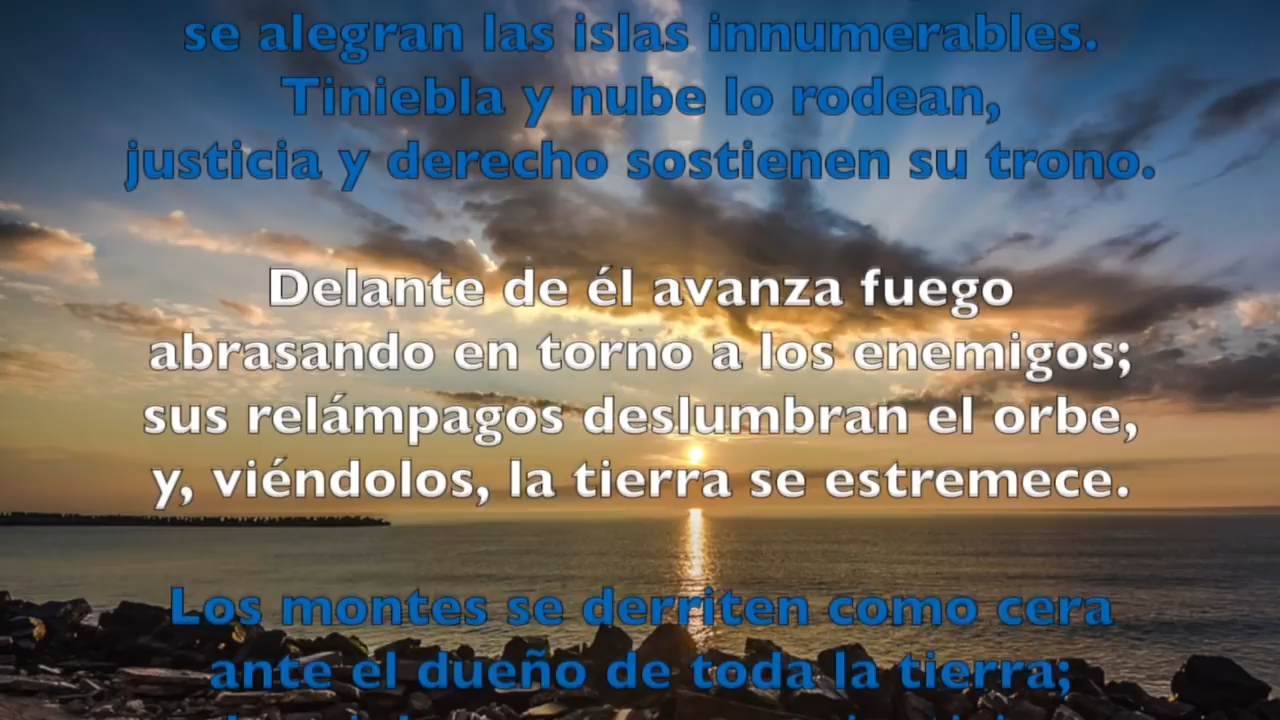 se alegran las islas innumerables.
Tiniebla y nube lo rodean,
justicia y derecho sostienen su trono.
Delante de él avanza fuego
abrasando en torno a los enemigos;
sus relámpagos deslumbran el orbe,
y, viéndolos, la tierra se estremece.
Los montes se derriten como cera
ante el dueño de toda la tierra;